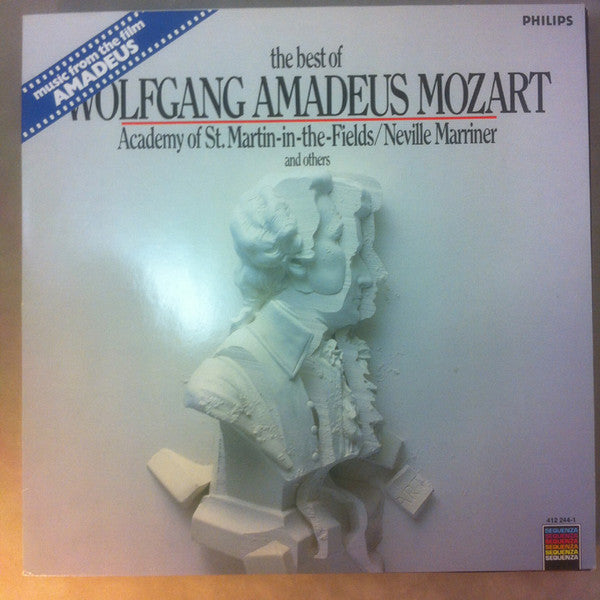 music from the film
AMADEUS
PHILIPS
the best of
WOLFGANG AMADEUS MOZART
Academy of St. Martin-in-the-Fields/Neville Marriner
and others
412 244-1
SEQUENZA
SEQUENZA
SEQUENZA
SEQUENZA
SEQUENZA
SEQUENZA